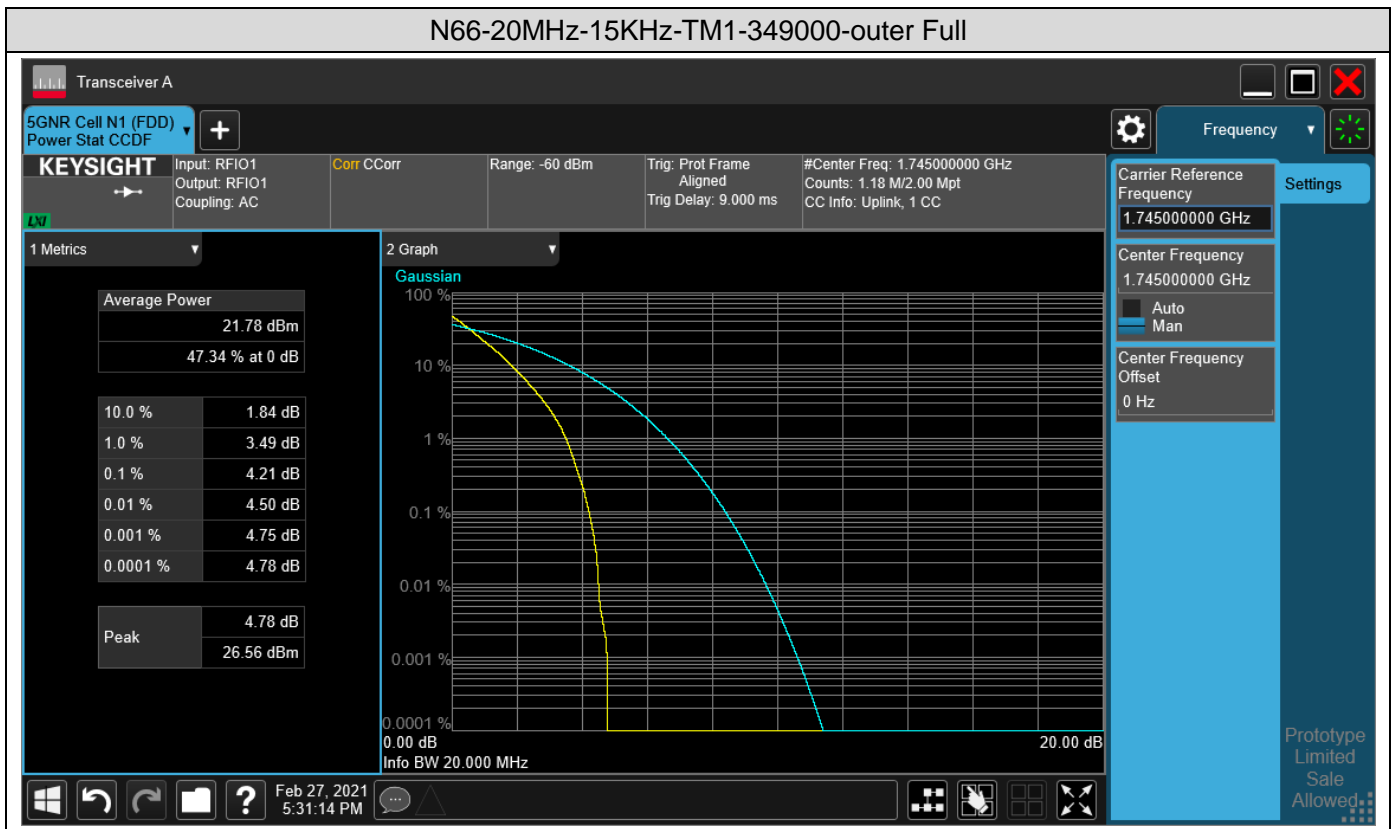 N66-20MHz-15KHz-TM1-349000-outer Full
Transceiver A
5GNR Cell N1 (FDD)
Power Stat CCDF
+
Frequency
KEYSIGHT
LXI
Input: RFIO1
Output: RFIO1
Coupling: AC
Corr CCorr
Range: -60 dBm
Trig: Prot Frame
Aligned
Trig Delay: 9.000 ms
#Center Freq: 1.745000000 GHz
Counts: 1.18 M/2.00 Mpt
CC Info: Uplink, 1 CC
Carrier Reference
Frequency
1.745000000 GHz
Settings
Center Frequency
1.745000000 GHz
Auto
Man
Center Frequency
Offset
0 Hz
1 Metrics
Average Power
21.78 dBm
47.34 % at 0 dB
10.0 % 1.84 dB
1.0 % 3.49 dB
0.1 % 4.21 dB
0.01 % 4.50 dB
0.001 % 4.75 dB
0.0001 % 4.78 dB
Peak
4.78 dB
26.56 dBm
2 Graph
Gaussian
100 %
10 %
1 %
0.1 %
0.01 %
0.001 %
0.0001 %
0.00 dB
20.00 dB
Info BW 20.000 MHz
Prototype
Limited
Sale
Allowed
?
Feb 27, 2021
5:31:14 PM